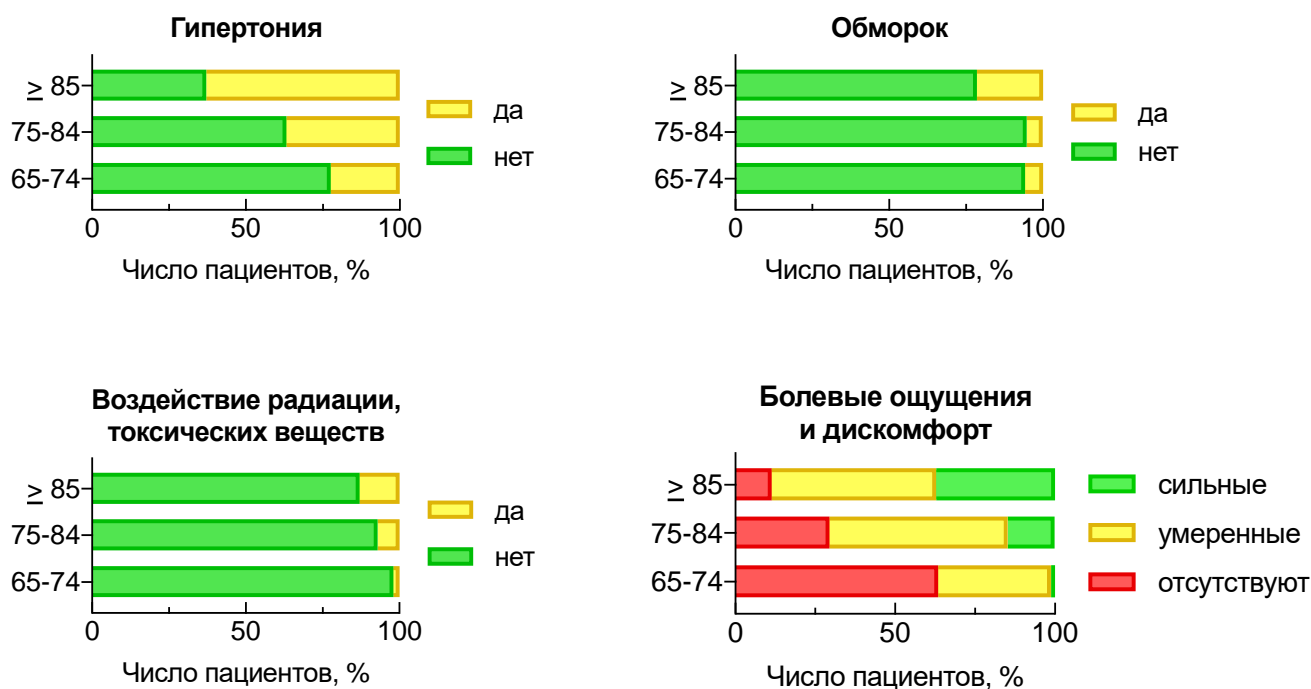 Гипертония
≥ 85
75-84
65-74
0 50 100
Число пациентов, %
да
нет
Обморок
≥ 85
75-84
65-74
0 50 100
Число пациентов, %
да
нет
Воздействие радиации,
токсических веществ
≥ 85
75-84
65-74
0 50 100
Число пациентов, %
да
нет
Болевые ощущения
и дискомфорт
≥ 85
75-84
65-74
0 50 100
Число пациентов, %
сильные
умеренные
отсутствуют